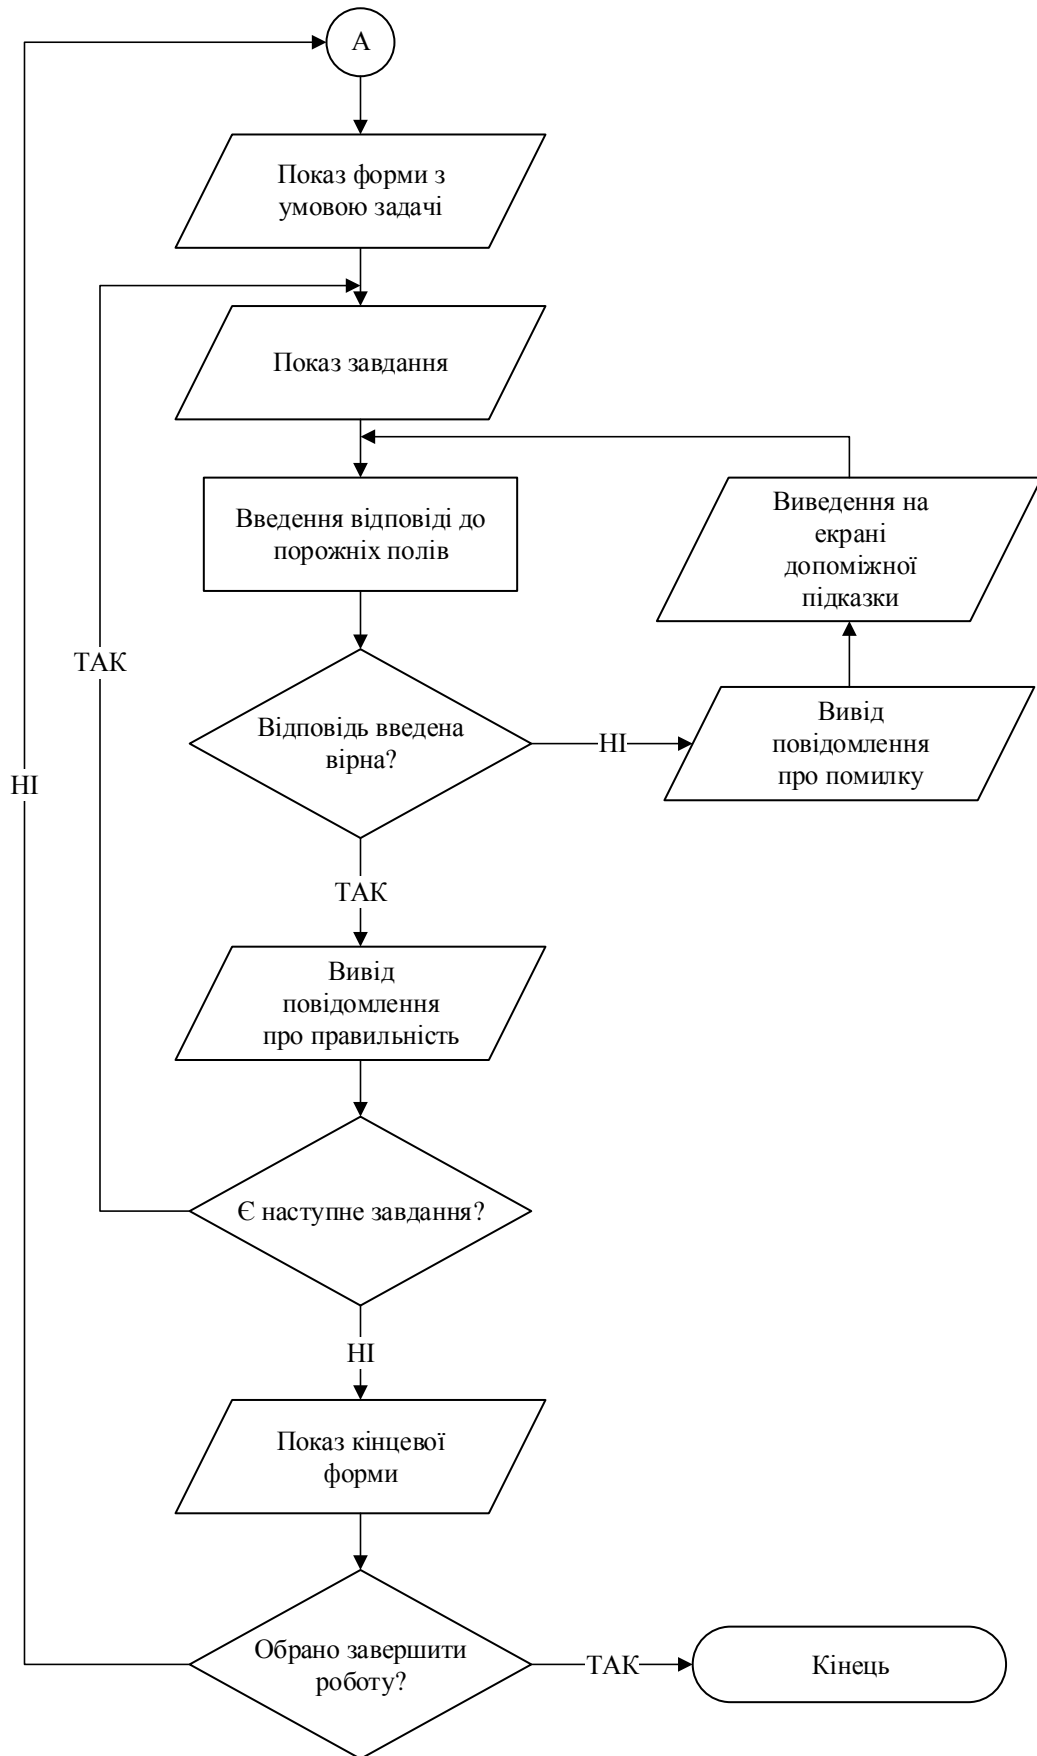 А
Показ форми з
умовою задачі
Показ завдання
Введення відповіді до
порожніх полів
Виведення на
екрані
допоміжної
підказки
ТАК
Відповідь введена
вірна?
НІ
Вивід
повідомлення
про помилку
НІ
ТАК
Вивід
повідомлення
про правильність
Є наступне завдання?
НІ
Показ кінцевої
форми
Обрано завершити
роботу?
ТАК
Кінець